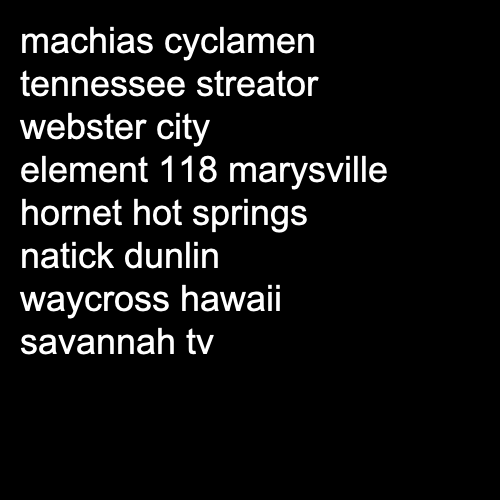 machias cyclamen
tennessee streator
webster city
element 118 marysville
hornet hot springs
natick dunlin
waycross hawaii
savannah tv